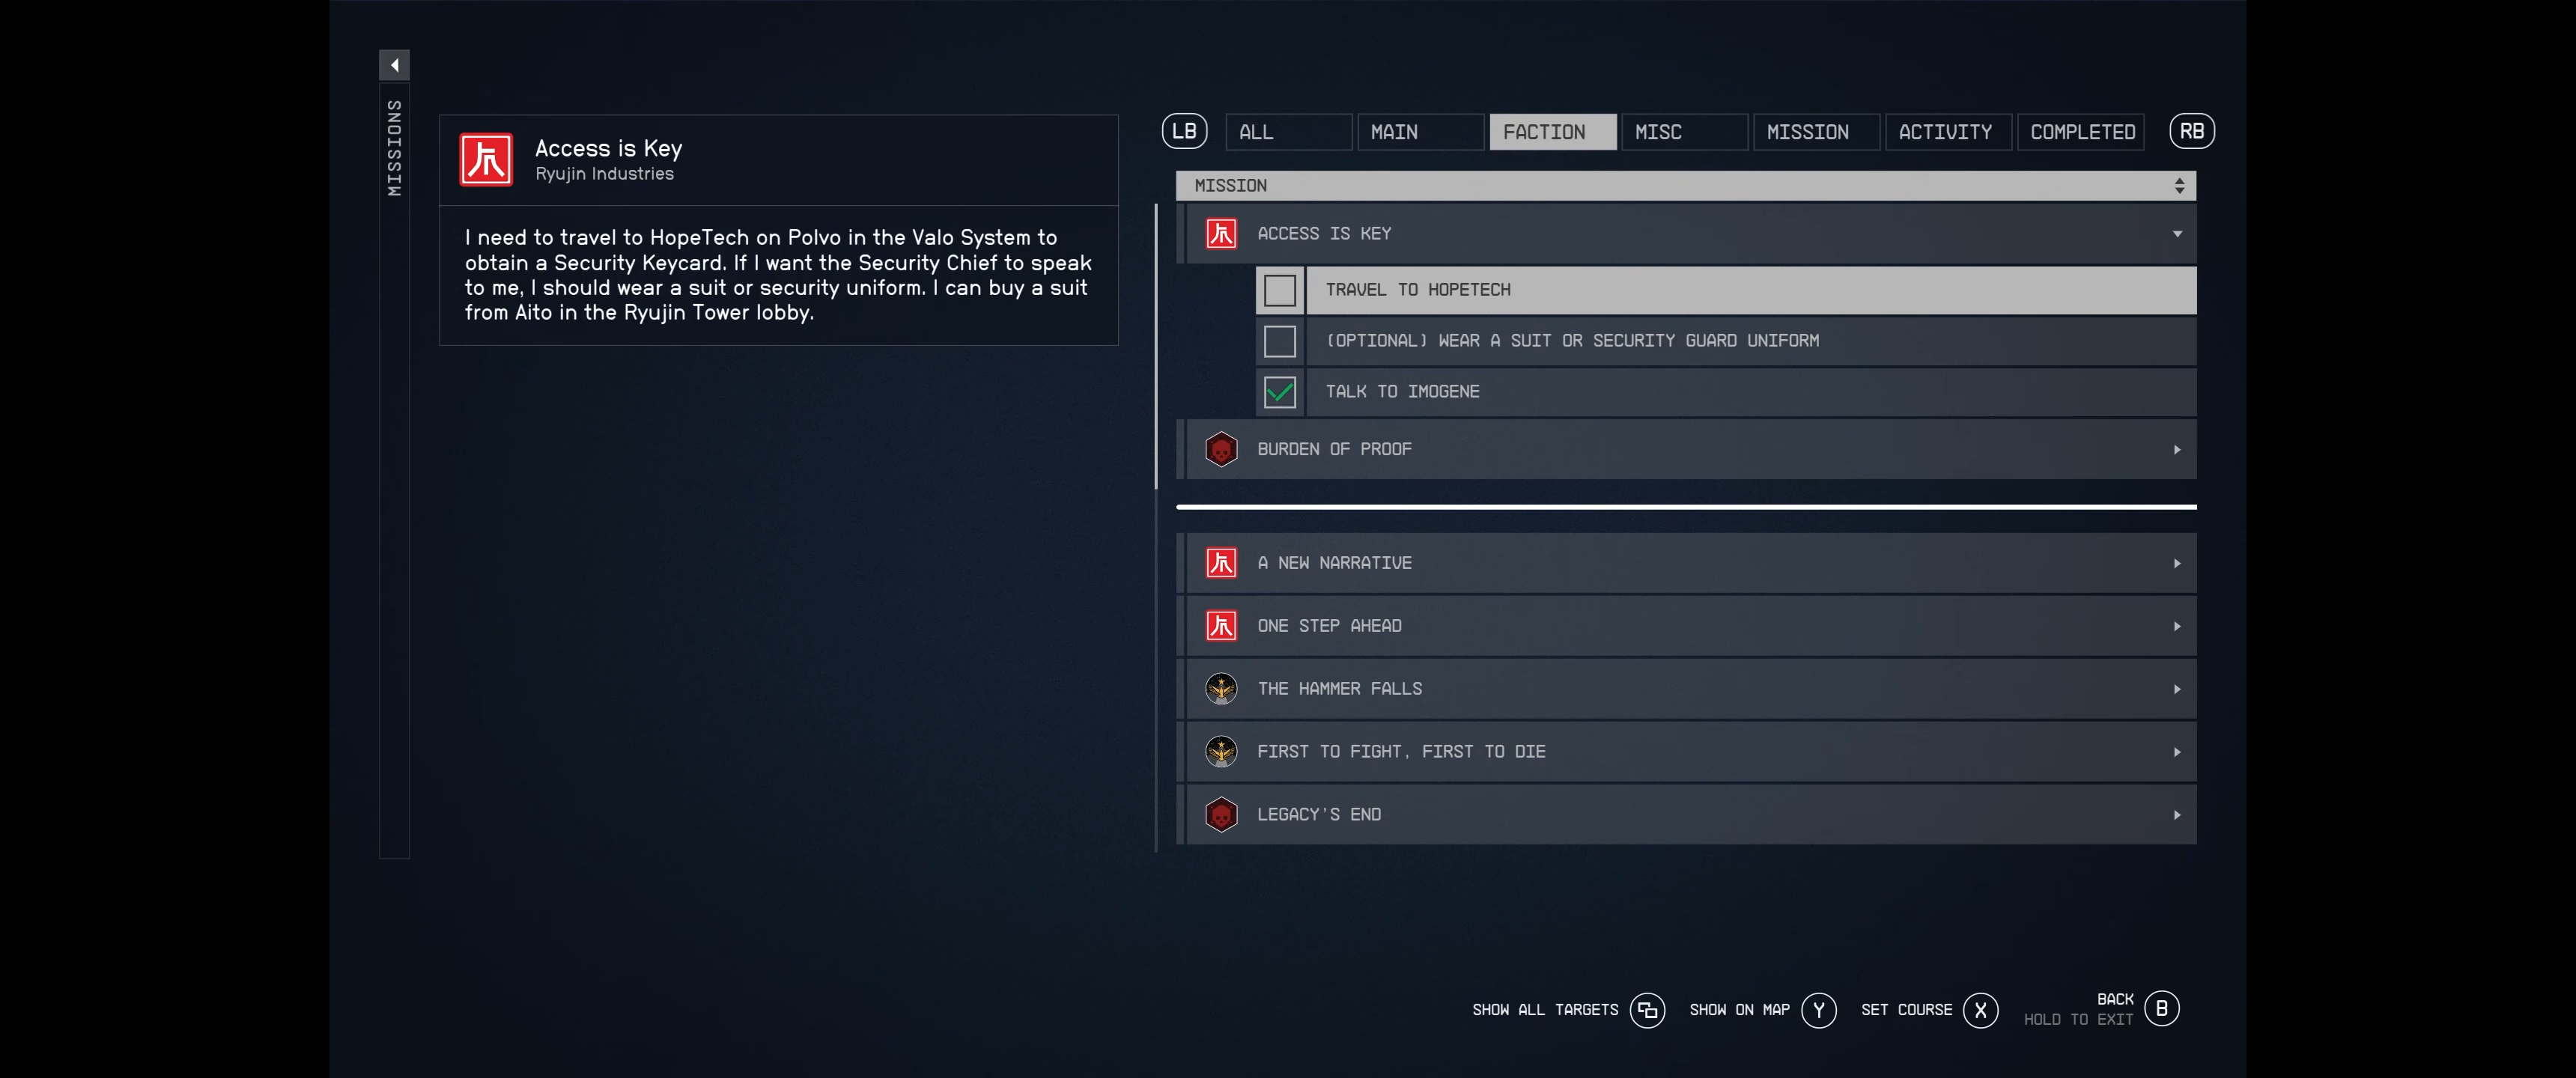 MISSIONS
Access is Key
Ryujin Industries
I need to travel to HopeTech on Polvo in the Valo System to
obtain a Security Keycard. If I want the Security Chief to speak
to me, I should wear a suit or security uniform. I can buy a suit
from Aito in the Ryujin Tower lobby.
LB ALL MAIN FACTION MISC MISSION ACTIVITY COMPLETED RB
MISSION
ACCESS IS KEY
TRAVEL TO HOPETECH
(OPTIONAL) WEAR A SUIT OR SECURITY GUARD UNIFORM
TALK TO IMOGENE
BURDEN OF PROOF
A NEW NARRATIVE
ONE STEP AHEAD
THE HAMMER FALLS
FIRST TO FIGHT, FIRST TO DIE
LEGACY'S END
SHOW ALL TARGETS SHOW ON MAP Y SET COURSE X BACK B
HOLD TO EXIT